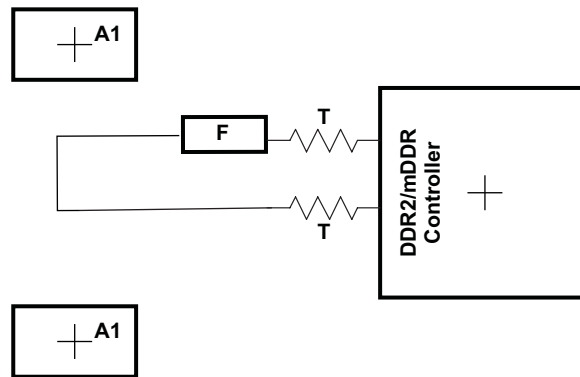 A1
F
T
T
DDR2/mDDR
Controller
A1